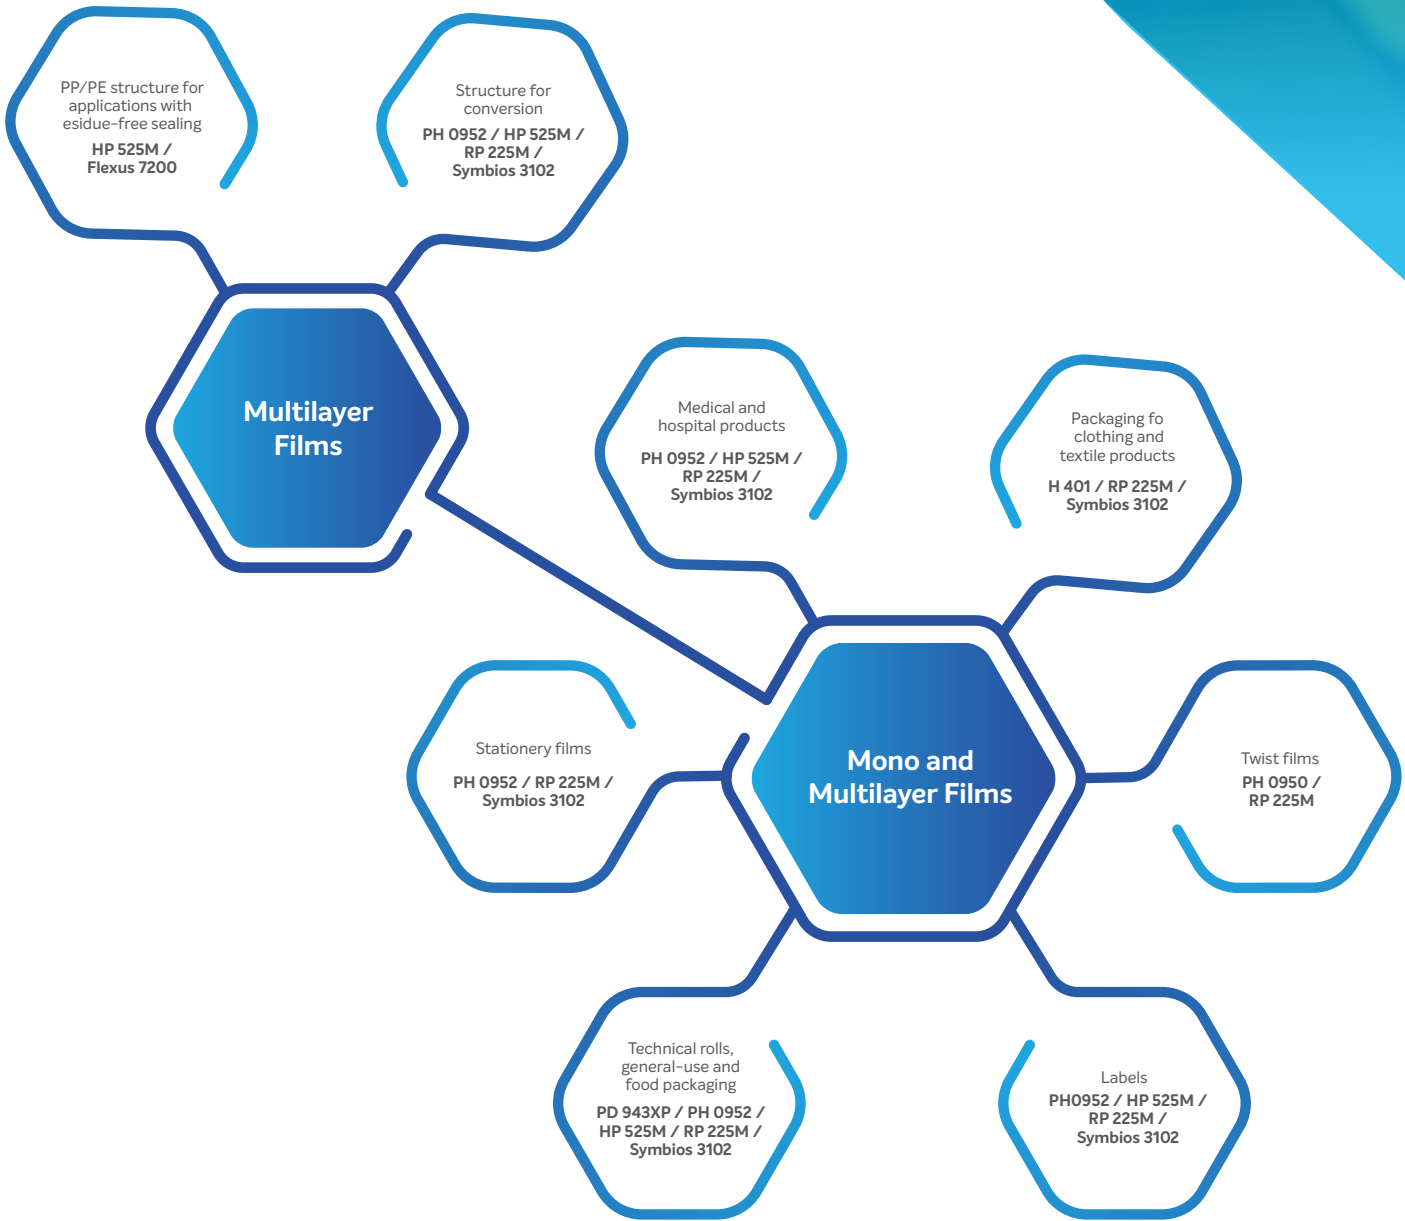 PP/PE structure for
applications with
esidue-free sealing
HP 525M /
Flexus 7200
Structure for
conversion
PH 0952 / HP 525M /
RP 225M /
Symbios 3102
Multilayer
Films
Medical and
hospital products
PH 0952 / HP 525M /
RP 225M /
Symbios 3102
Packaging fo
clothing and
textile products
H 401 / RP 225M /
Symbios 3102
Stationery films
PH 0952 / RP 225M /
Symbios 3102
Mono and
Multilayer Films
Twist films
PH 0950 /
RP 225M
Technical rolls,
general-use and
food packaging
PD 943XP / PH 0952 /
HP 525M / RP 225M /
Symbios 3102
Labels
PH0952 / HP 525M /
RP 225M /
Symbios 3102